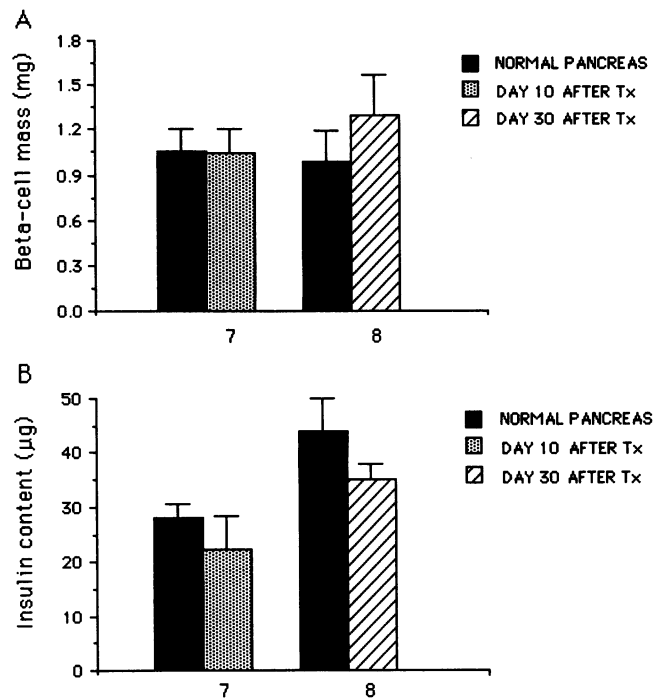 A
Beta-cell mass (mg)
1.8
1.5
1.2
0.9
0.6
0.3
0.0
7
8
NORMAL PANCREAS
DAY 10 AFTER Tx
DAY 30 AFTER Tx
B
Insulin content (µg)
50
40
30
20
10
0
7
8
NORMAL PANCREAS
DAY 10 AFTER Tx
DAY 30 AFTER Tx